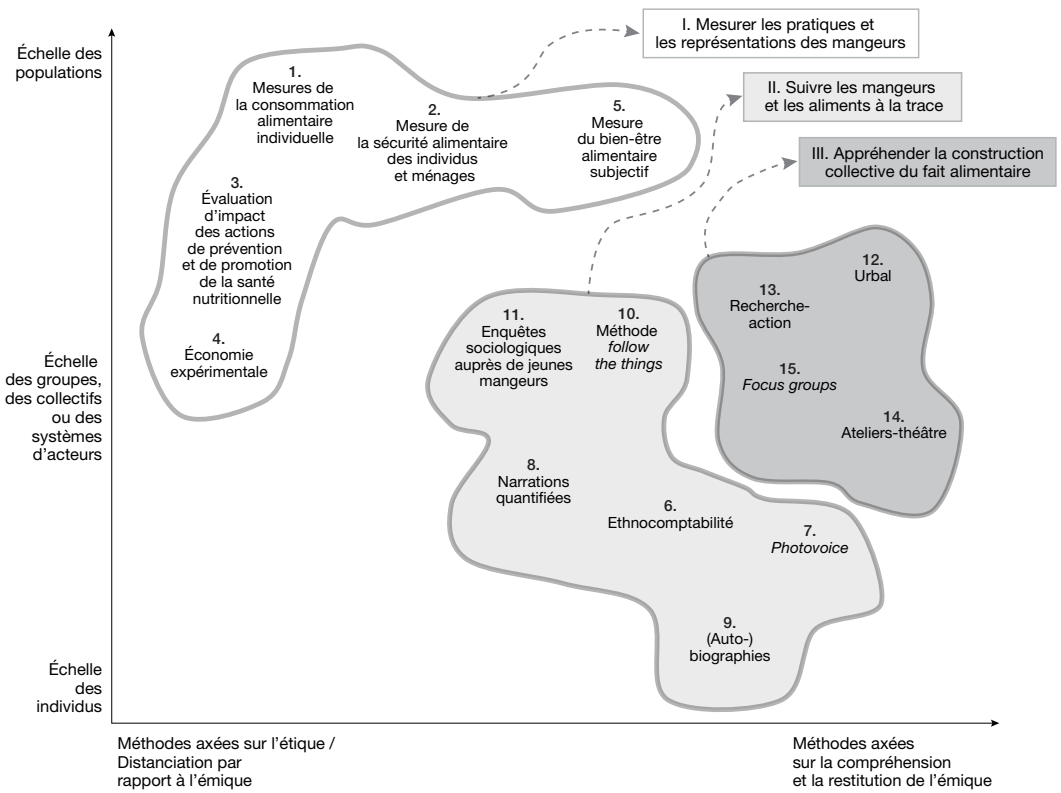 Échelle des
populations
I. Mesurer les pratiques et
les représentations des mangeurs
II. Suivre les mangeurs
et les aliments à la trace
III. Appréhender la construction
collective du fait alimentaire
1.
Mesures de
la consommation
alimentaire
individuelle
2.
Mesure de
la sécurité alimentaire
des individus
et ménages
5.
Mesure
du bien-être
alimentaire
subjectif
3.
Évaluation
d’impact
des actions
de prévention
et de promotion
de la santé
nutritionnelle
4.
Économie
expérimentale
Échelle
des groupes,
des collectifs
ou des
systèmes
d’acteurs
11.
Enquêtes
sociologiques
auprès de jeunes
mangeurs
10.
Méthode
follow
the things
12.
Urbal
13.
Recherche-
action
15.
Focus groups
14.
Ateliers-théâtre
8.
Narrations
quantifiées
6.
Ethnocomptabilité
7.
Photovoice
9.
(Auto-)
biographies
Échelle
des
individus
Méthodes axées sur l’étique /
Distanciation par
rapport à l’émique
Méthodes axées
sur la compréhension
et la restitution de l’émique